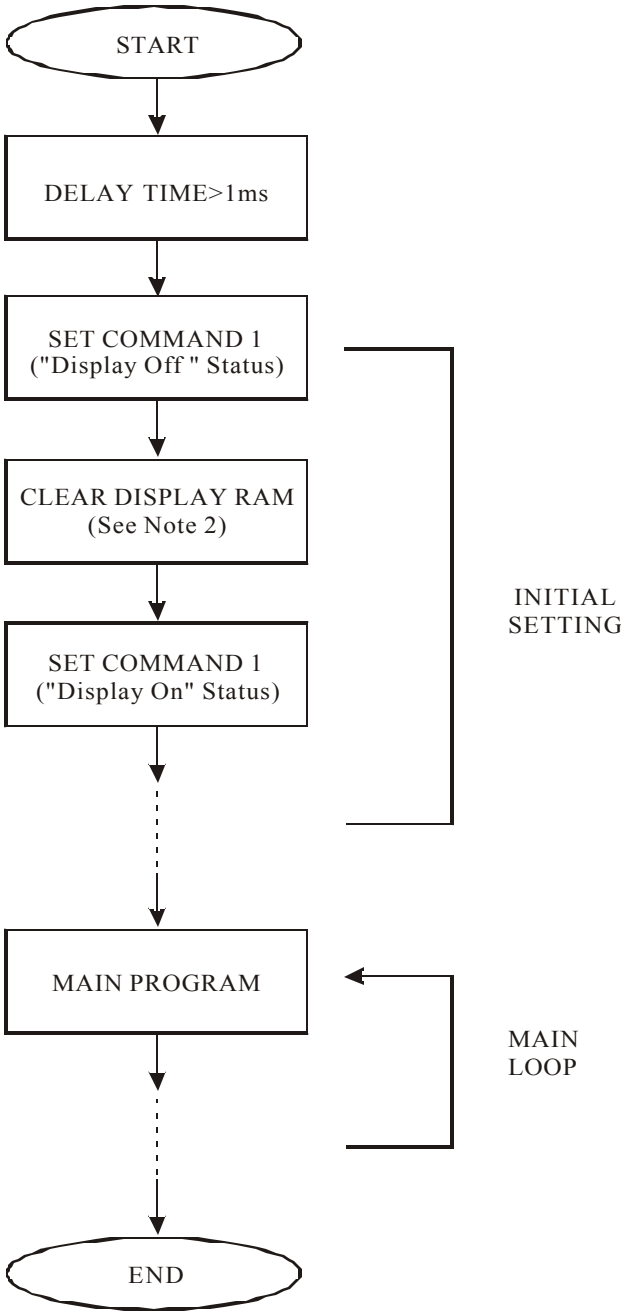 START
DELAY TIME>1ms
SET COMMAND 1
("Display Off " Status)
CLEAR DISPLAY RAM
(See Note 2)
SET COMMAND 1
("Display On" Status)
INITIAL
SETTING
MAIN PROGRAM
MAIN
LOOP
END